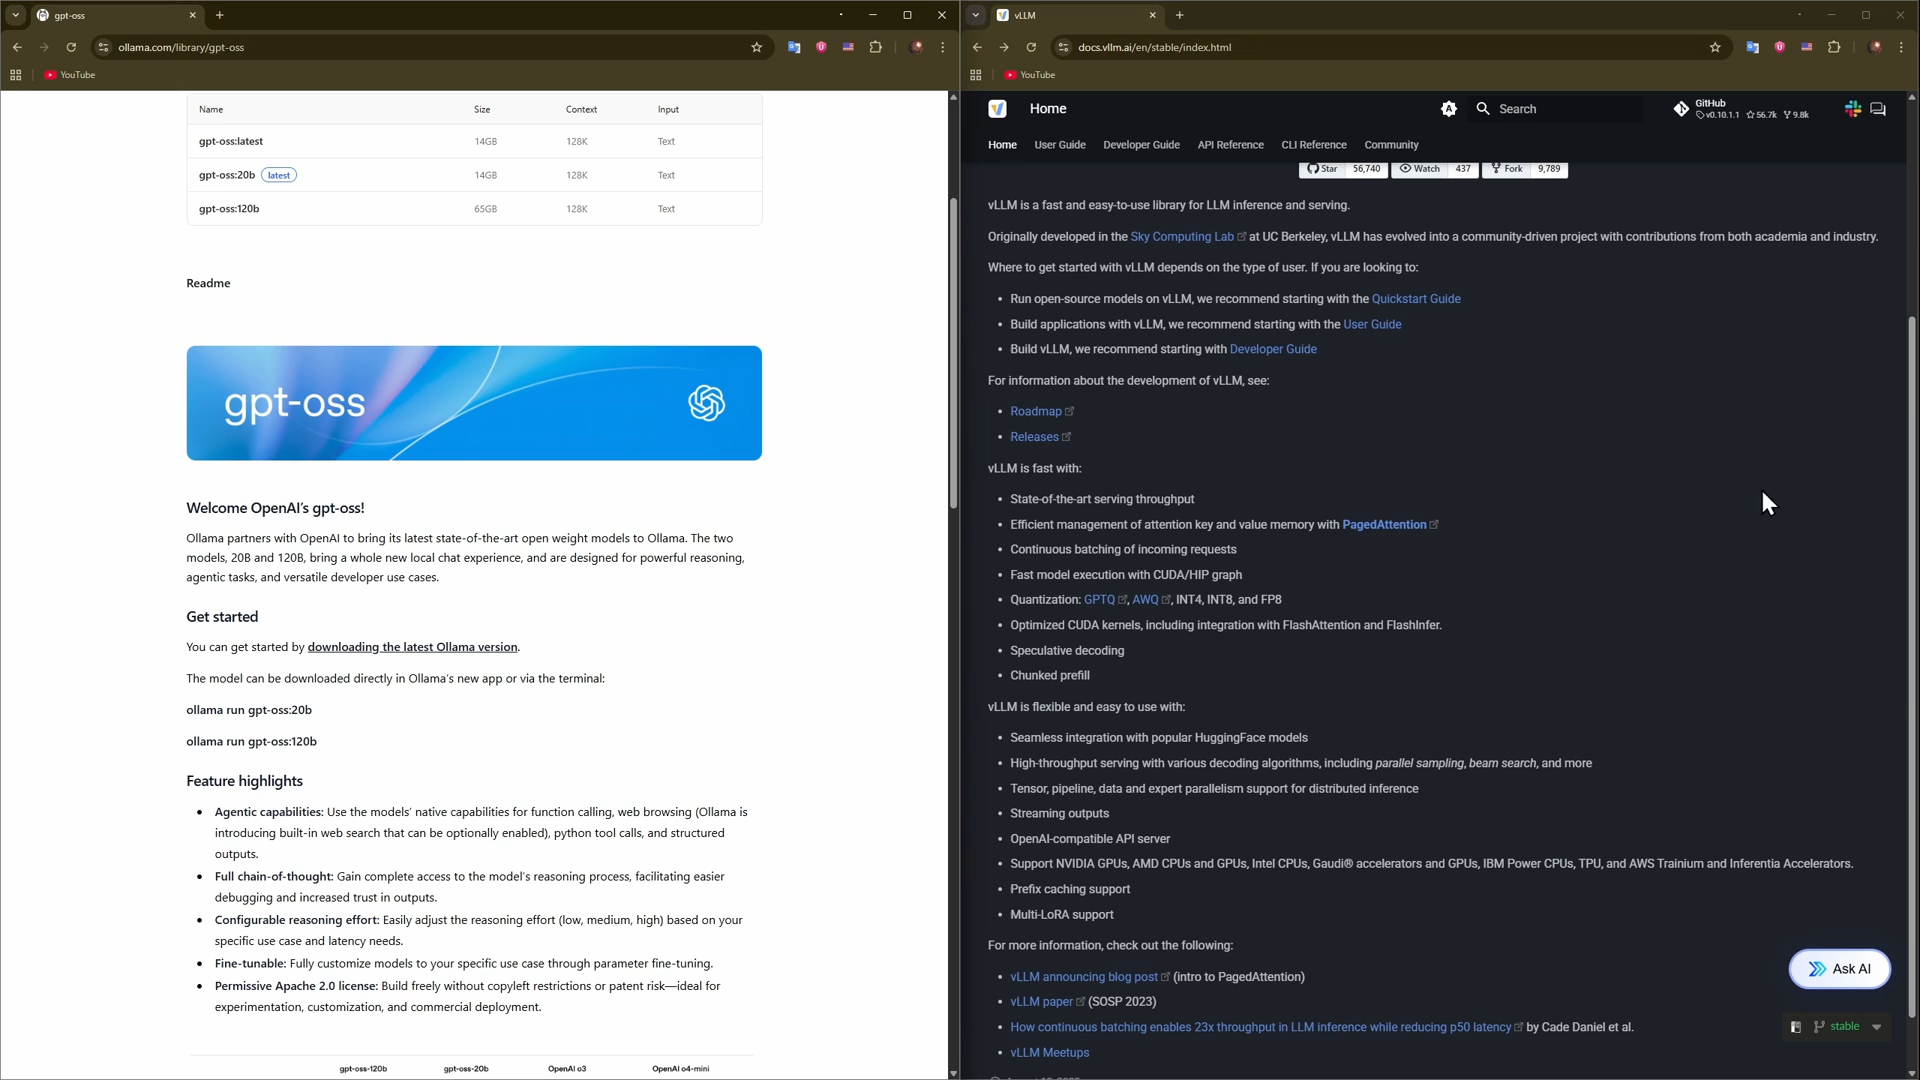 gpt-oss
ollama.com/library/gpt-oss
YouTube
Name Size Context Input
gpt-oss:latest 14GB 128K Text
gpt-oss:20b latest 14GB 128K Text
gpt-oss:120b 65GB 128K Text
Readme
gpt-oss
Welcome OpenAI's gpt-oss!
Ollama partners with OpenAI to bring its latest state-of-the-art open weight models to Ollama. The two
models, 20B and 120B, bring a whole new local chat experience, and are designed for powerful reasoning,
agentic tasks, and versatile developer use cases.
Get started
You can get started by downloading the latest Ollama version.
The model can be downloaded directly in Ollama's new app or via the terminal:
ollama run gpt-oss:20b
ollama run gpt-oss:120b
Feature highlights
• Agentic capabilities: Use the models' native capabilities for function calling, web browsing (Ollama is
introducing built-in web search that can be optionally enabled), python tool calls, and structured
outputs.
• Full chain-of-thought: Gain complete access to the model's reasoning process, facilitating easier
debugging and increased trust in outputs.
• Configurable reasoning effort: Easily adjust the reasoning effort (low, medium, high) based on your
specific use case and latency needs.
• Fine-tunable: Fully customize models to your specific use case through parameter fine-tuning.
• Permissive Apache 2.0 license: Build freely without copyleft restrictions or patent risk—ideal for
experimentation, customization, and commercial deployment.
gpt-oss-120b gpt-oss-20b OpenAI o3 OpenAI o4-mini
vLLM
docs.vllm.ai/en/stable/index.html
YouTube
Home
Search
GitHub
v0.10.1.1 56.7k 9.8k
Home User Guide Developer Guide API Reference CLI Reference Community
Star 56,740 Watch 437 Fork 9,789
vLLM is a fast and easy-to-use library for LLM inference and serving.
Originally developed in the Sky Computing Lab at UC Berkeley, vLLM has evolved into a community-driven project with contributions from both academia and industry.
Where to get started with vLLM depends on the type of user. If you are looking to:
• Run open-source models on vLLM, we recommend starting with the Quickstart Guide
• Build applications with vLLM, we recommend starting with the User Guide
• Build vLLM, we recommend starting with Developer Guide
For information about the development of vLLM, see:
• Roadmap
• Releases
vLLM is fast with:
• State-of-the-art serving throughput
• Efficient management of attention key and value memory with PagedAttention
• Continuous batching of incoming requests
• Fast model execution with CUDA/HIP graph
• Quantization: GPTQ, AWQ, INT4, INT8, and FP8
• Optimized CUDA kernels, including integration with FlashAttention and FlashInfer.
• Speculative decoding
• Chunked prefill
vLLM is flexible and easy to use with:
• Seamless integration with popular HuggingFace models
• High-throughput serving with various decoding algorithms, including parallel sampling, beam search, and more
• Tensor, pipeline, data and expert parallelism support for distributed inference
• Streaming outputs
• OpenAI-compatible API server
• Support NVIDIA GPUs, AMD CPUs and GPUs, Intel CPUs, Gaudi® accelerators and GPUs, IBM Power CPUs, TPU, and AWS Trainium and Inferentia Accelerators.
• Prefix caching support
• Multi-LoRA support
For more information, check out the following:
• vLLM announcing blog post (intro to PagedAttention)
• vLLM paper (SOSP 2023)
• How continuous batching enables 23x throughput in LLM inference while reducing p50 latency by Cade Daniel et al.
• vLLM Meetups
Ask AI
stable